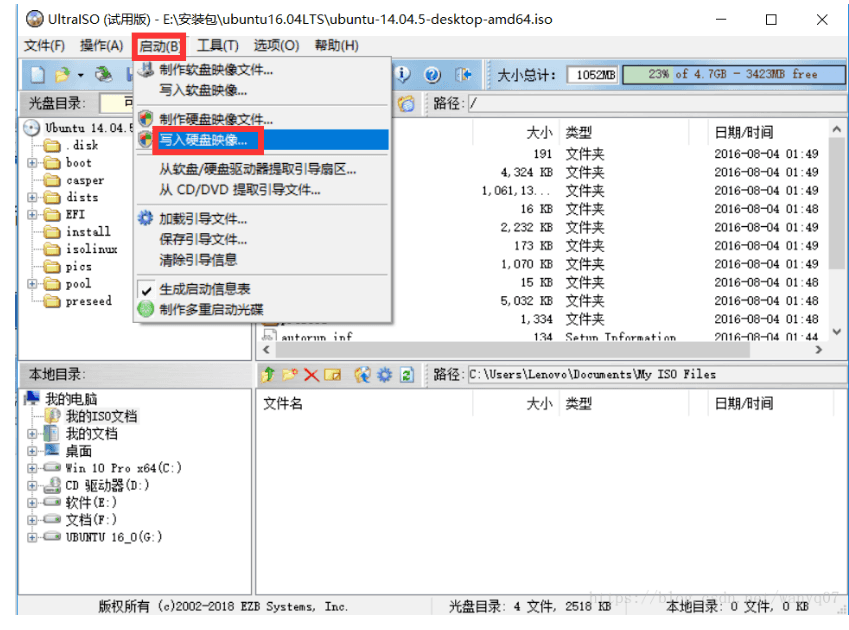 UltraISO (试用版) - E:\安装包\ubuntu16.04LTS\ubuntu-14.04.5-desktop-amd64.iso
文件(F) 操作(A) 启动(B) 工具(T) 选项(O) 帮助(H)
大小总计: 1052MB 23% of 4.7GB - 3423MB free
光盘目录: 可 路径: /
制作软盘映像文件...
写入软盘映像...
制作硬盘映像文件...
写入硬盘映像...
从软盘/硬盘驱动器提取引导扇区...
从 CD/DVD 提取引导文件...
加载引导文件...
保存引导文件...
清除引导信息
生成启动信息表
制作多重启动光碟
Ubuntu 14.04.5
.disk
boot
casper
dists
EFI
install
isolinux
pics
pool
preseed
大小 类型 日期/时间
191 文件夹 2016-08-04 01:49
4,324 KB 文件夹 2016-08-04 01:49
1,061,13... 文件夹 2016-08-04 01:49
16 KB 文件夹 2016-08-04 01:48
2,232 KB 文件夹 2016-08-04 01:49
173 KB 文件夹 2016-08-04 01:49
1,070 KB 文件夹 2016-08-04 01:49
15 KB 文件夹 2016-08-04 01:48
5,032 KB 文件夹 2016-08-04 01:48
1,334 文件夹 2016-08-04 01:48
autorun.inf 134 Setup Information 2016-08-04 01:44
本地目录: 路径: C:\Users\Lenovo\Documents\My ISO Files
我的电脑
我的ISO文档
我的文档
桌面
Win 10 Pro x64(C:)
CD 驱动器(D:)
软件(E:)
文档(F:)
UBUNTU 16_0(G:)
文件名 大小 类型 日期/时间
版权所有 (c)2002-2018 EZB Systems, Inc. 光盘目录: 4 文件, 2518 KB 本地目录: 0 文件, 0 KB